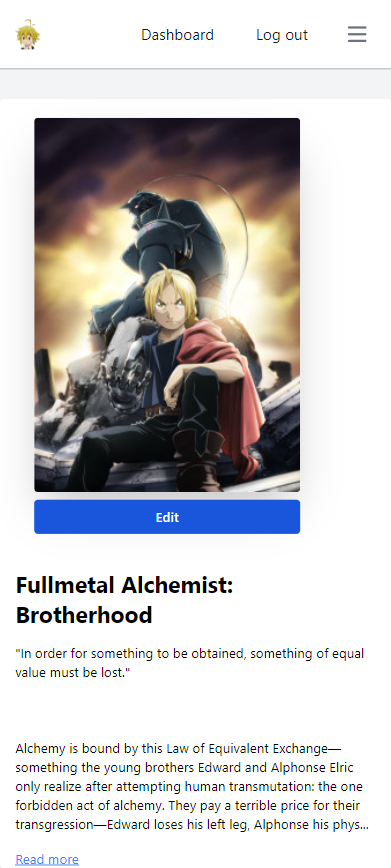 Dashboard Log out
Edit
Fullmetal Alchemist:
Brotherhood
"In order for something to be obtained, something of equal
value must be lost."
Alchemy is bound by this Law of Equivalent Exchange—
something the young brothers Edward and Alphonse Elric
only realize after attempting human transmutation: the one
forbidden act of alchemy. They pay a terrible price for their
transgression—Edward loses his left leg, Alphonse his phys...
Read more